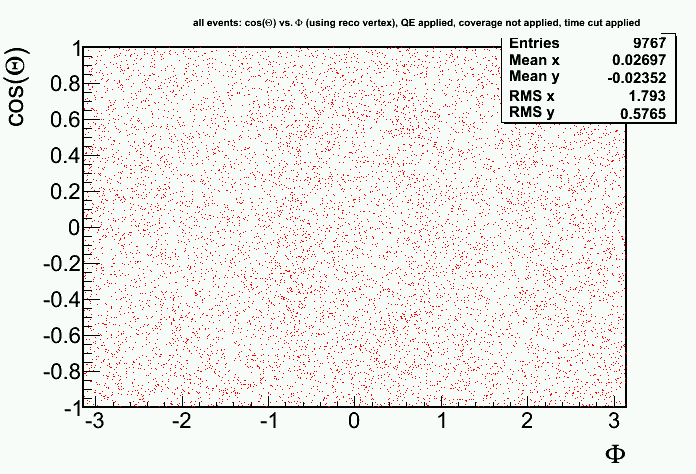 all events: cos(Θ) vs. Φ (using reco vertex), QE applied, coverage not applied, time cut applied
Entries 9767
Mean x 0.02697
Mean y -0.02352
RMS x 1.793
RMS y 0.5765
cos(Θ)
1
0.8
0.6
0.4
0.2
0
-0.2
-0.4
-0.6
-0.8
-1
-3 -2 -1 0 1 2 3
Φ